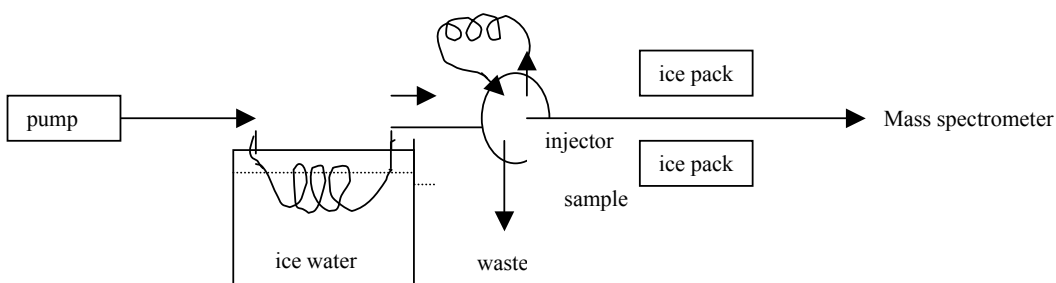 ice pack
pump
Mass spectrometer
injector
ice pack
sample
ice water
waste